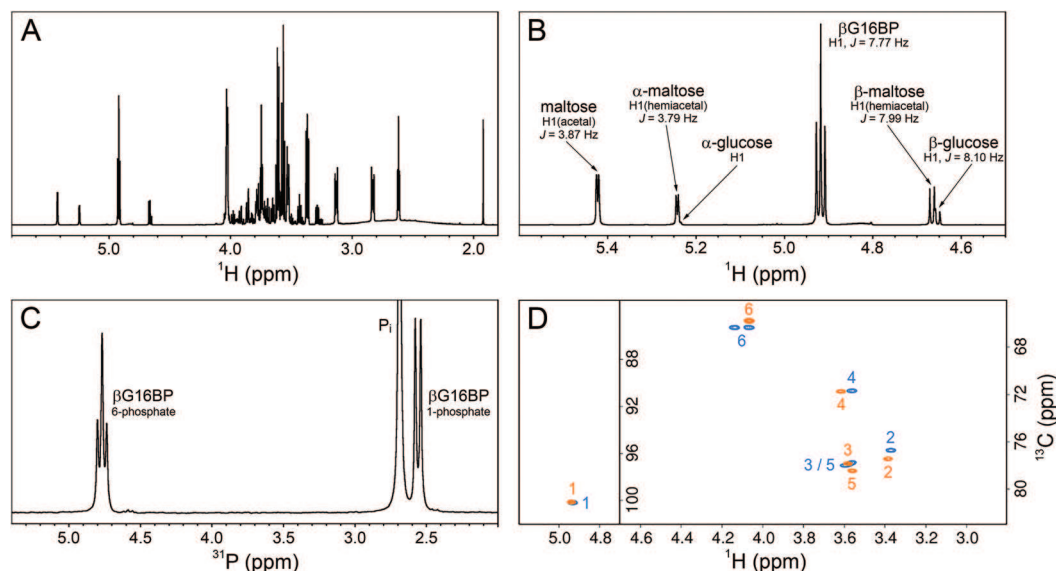 A
5.0
4.0
3.0
2.0
¹H (ppm)
B
βG16BP
H1, J = 7.77 Hz
maltose
H1(acetal)
J = 3.87 Hz
α-maltose
H1(hemiacetal)
J = 3.79 Hz
α-glucose
H1
β-maltose
H1(hemiacetal)
J = 7.99 Hz
β-glucose
H1, J = 8.10 Hz
5.4
5.2
5.0
4.8
4.6
¹H (ppm)
C
Pi
βG16BP
6-phosphate
βG16BP
1-phosphate
5.0
4.5
4.0
3.5
3.0
2.5
³¹P (ppm)
D
6
6
4
4
2
2
3
3 / 5
5
1
1
88
92
96
100
68
72
76
80
¹³C (ppm)
5.0
4.8
4.6
4.2
4.0
3.8
3.6
3.4
3.2
3.0
¹H (ppm)